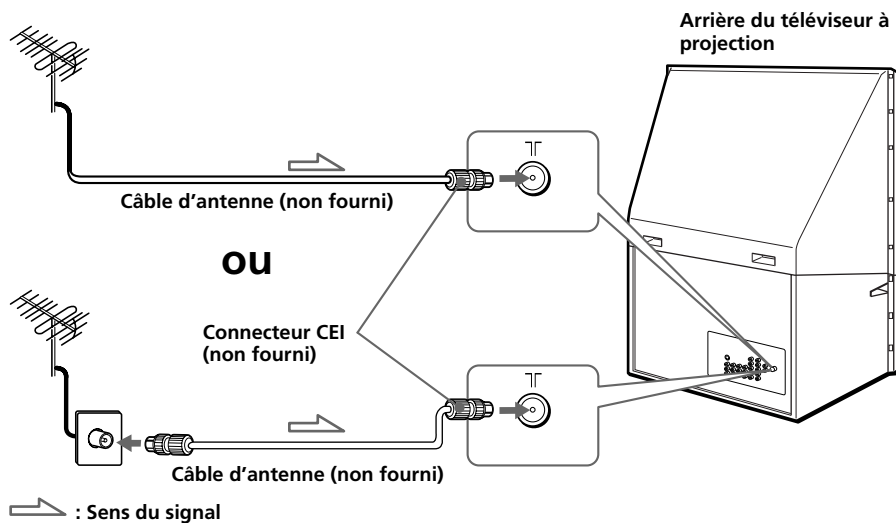 Arrière du téléviseur à
projection
Câble d'antenne (non fourni)
ou
Connecteur CEI
(non fourni)
Câble d'antenne (non fourni)
: Sens du signal